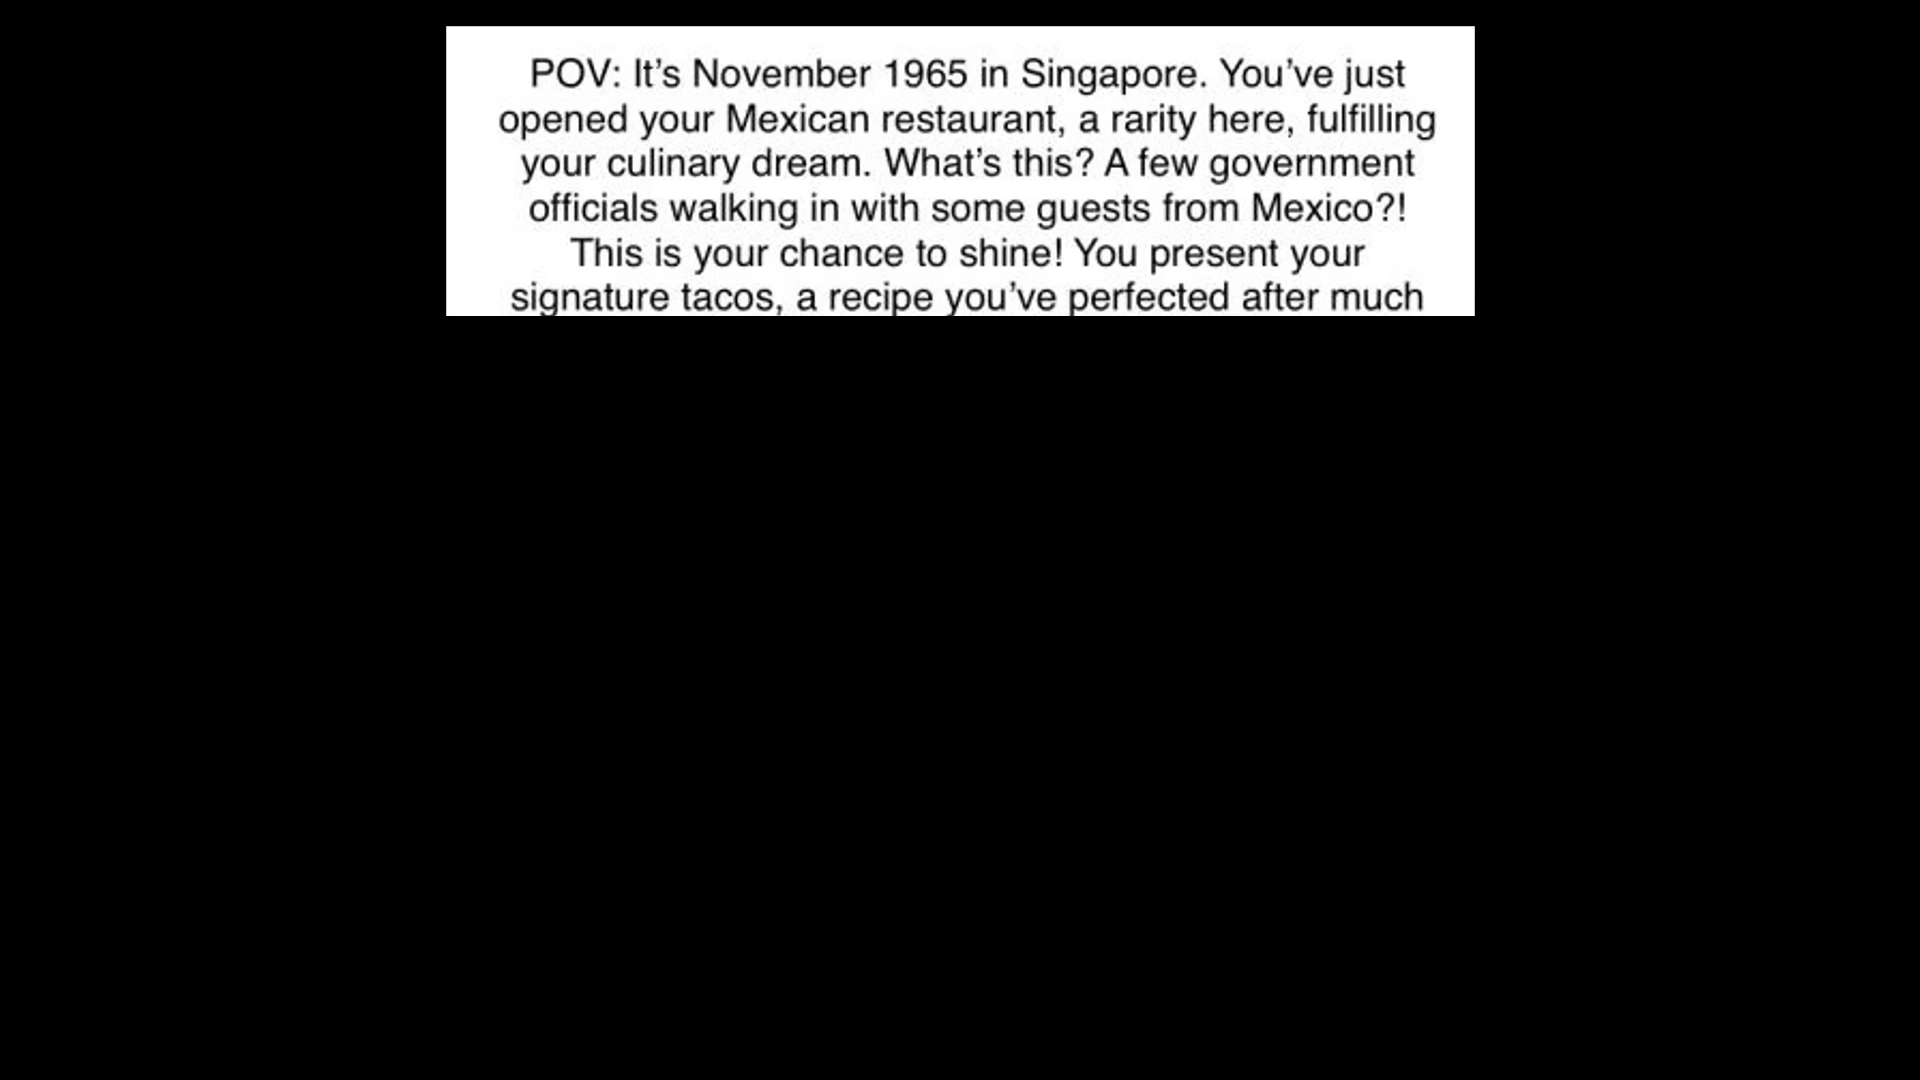 POV: It’s November 1965 in Singapore. You’ve just
opened your Mexican restaurant, a rarity here, fulfilling
your culinary dream. What’s this? A few government
officials walking in with some guests from Mexico?!
This is your chance to shine! You present your
signature tacos, a recipe you’ve perfected after much